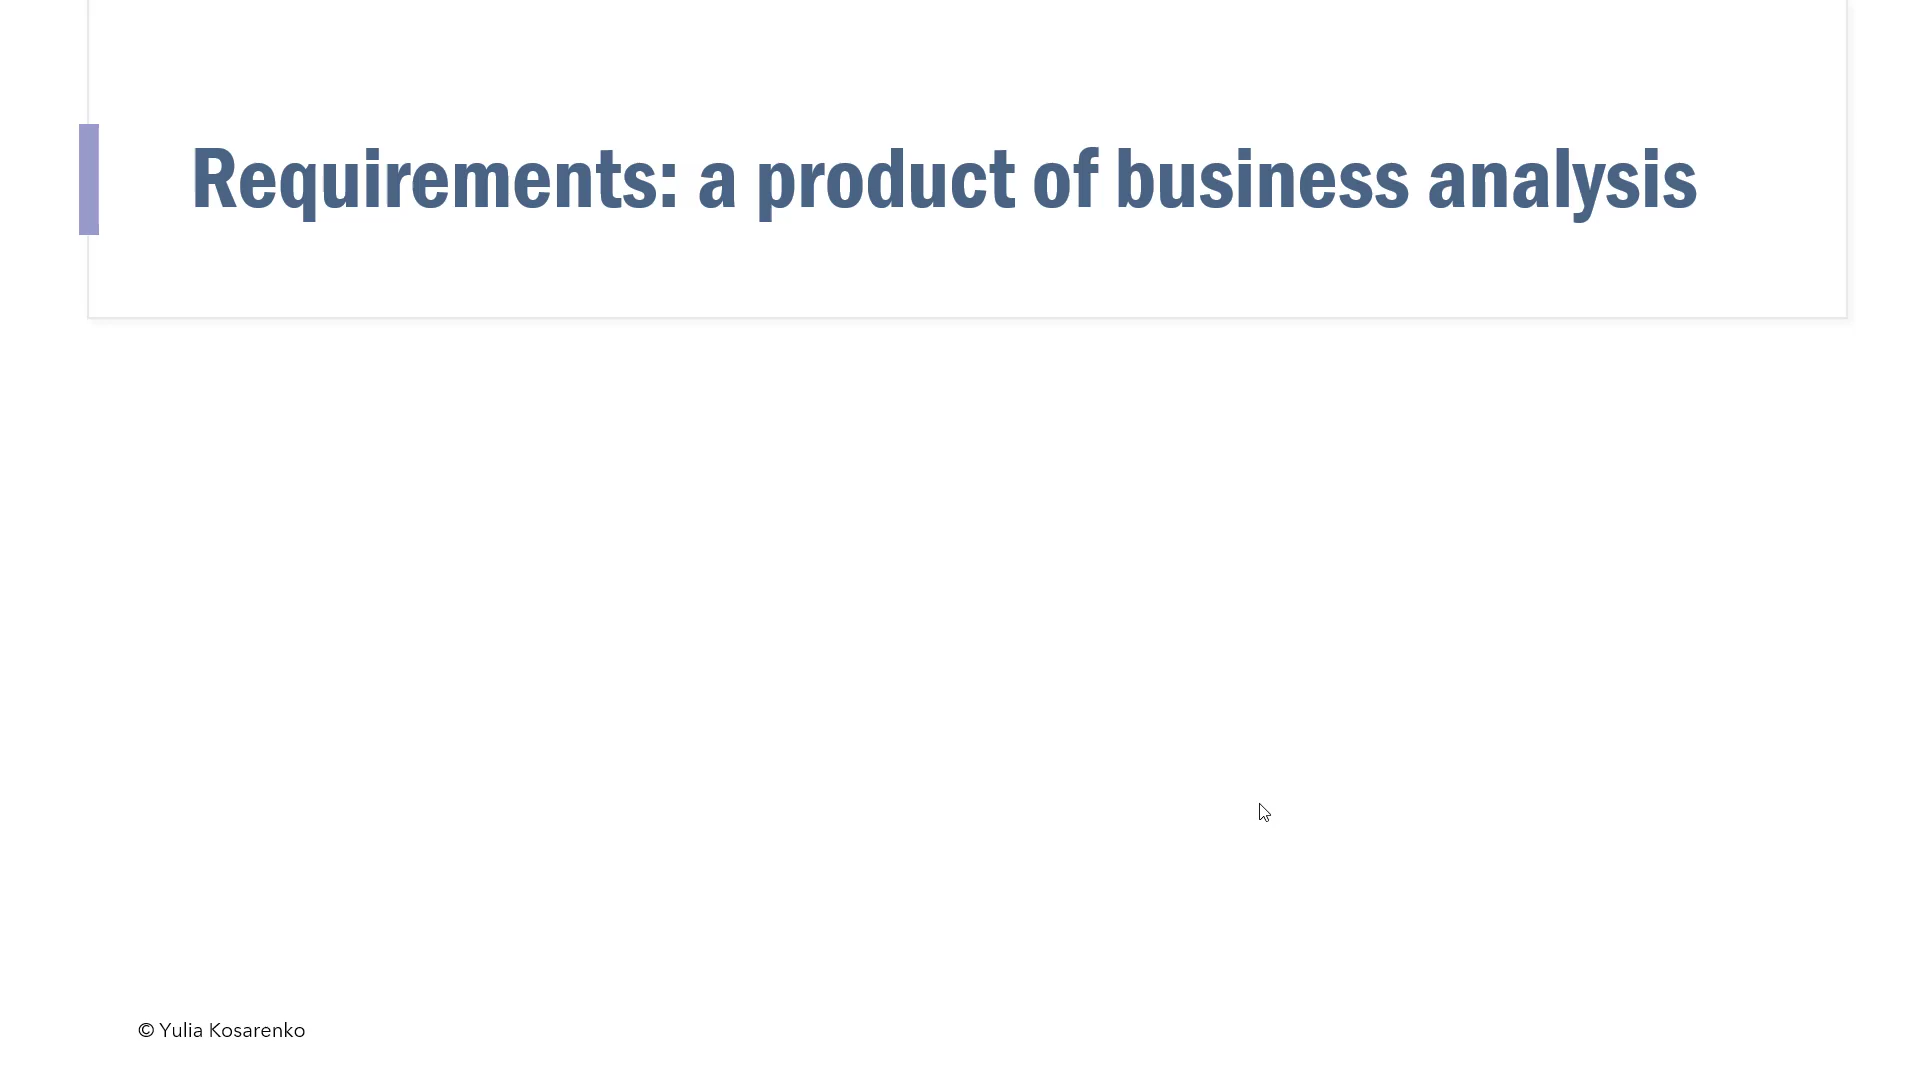 Requirements: a product of business analysis
© Yulia Kosarenko